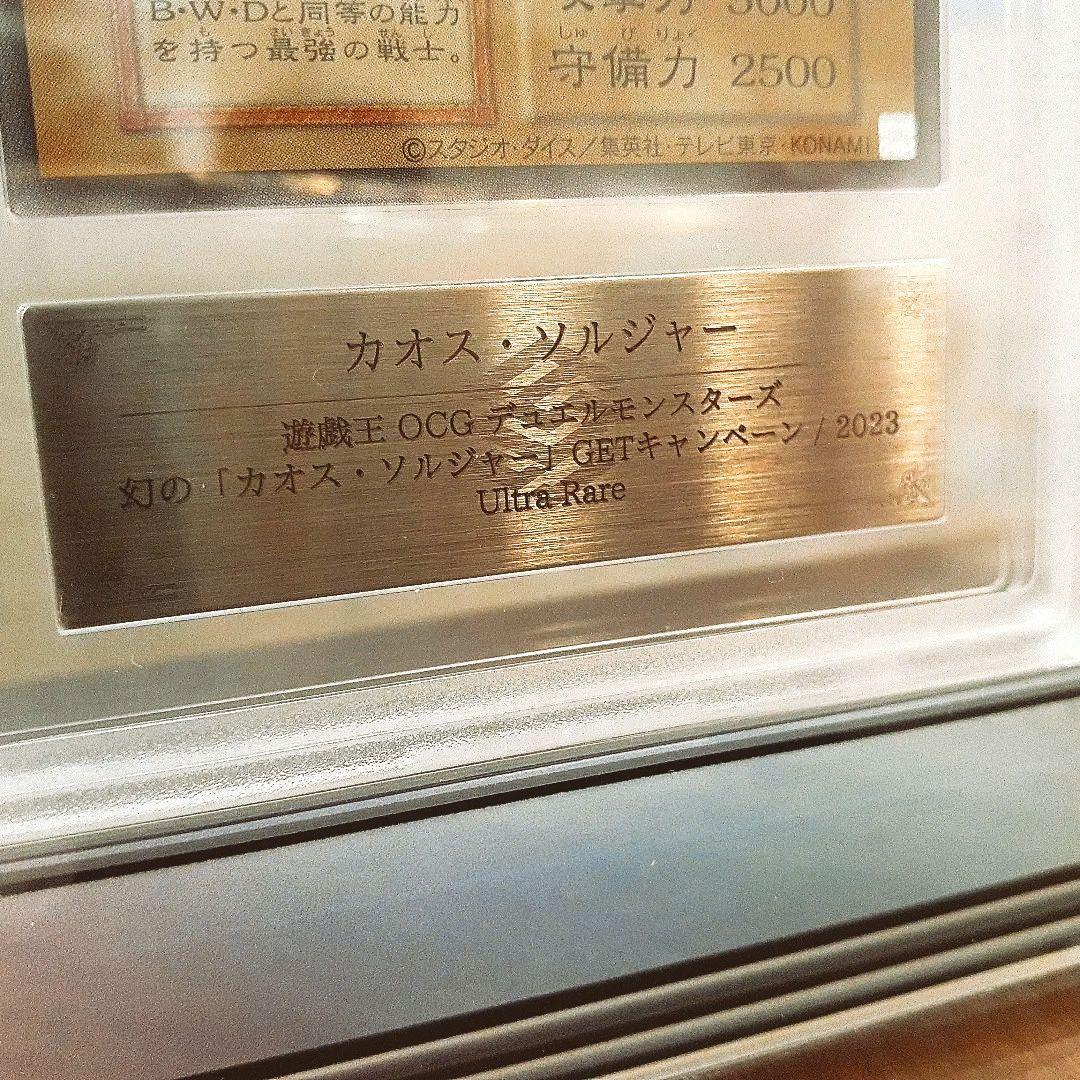 B・W・Dと同等の能力
を持つ最強の戦士。
攻撃力 3000
守備力 2500
©スタジオ・ダイス／集英社・テレビ東京・KONAMI
カオス・ソルジャー
遊戯王 OCG デュエルモンスターズ
幻の「カオス・ソルジャー」GETキャンペーン / 2023
Ultra Rare